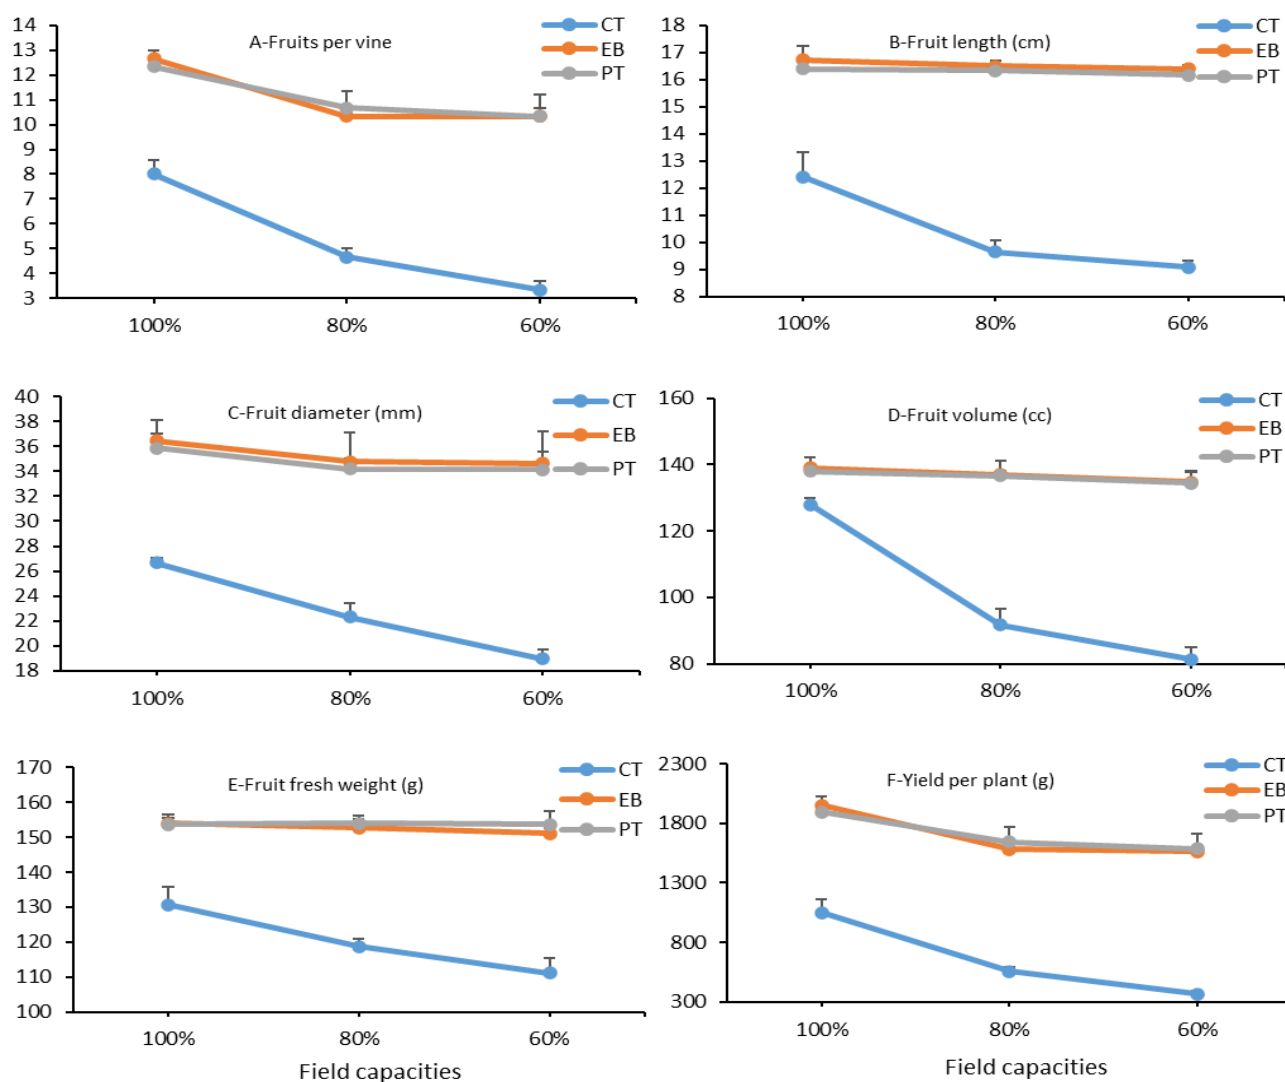 A-Fruits per vine
CT
EB
PT
14
13
12
11
10
9
8
7
6
5
4
3
100%
80%
60%
B-Fruit length (cm)
CT
EB
PT
18
17
16
15
14
13
12
11
10
9
8
100%
80%
60%
C-Fruit diameter (mm)
CT
EB
PT
40
38
36
34
32
30
28
26
24
22
20
18
100%
80%
60%
D-Fruit volume (cc)
CT
EB
PT
160
140
120
100
80
100%
80%
60%
E-Fruit fresh weight (g)
CT
EB
PT
170
160
150
140
130
120
110
100
100%
80%
60%
Field capacities
F-Yield per plant (g)
CT
EB
PT
2300
1800
1300
800
300
100%
80%
60%
Field capacities